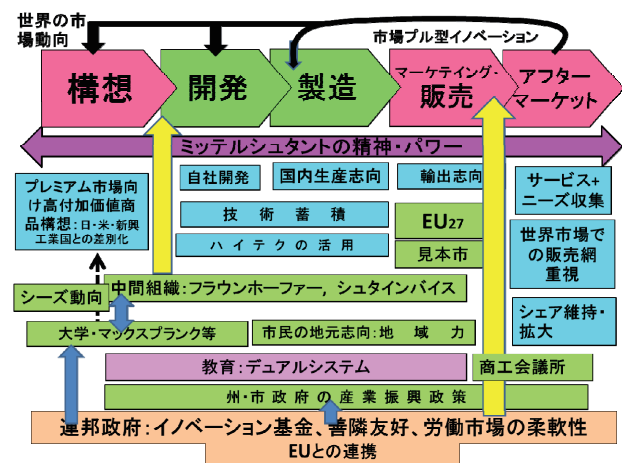 世界の市
場動向
市場プル型イノベーション
構想
開発
製造
マーケティング・
販売
アフター
マーケット
ミッテルシュタントの精神・パワー
プレミアム市場向
け高付加価値商
品構想:日・米・新興
工業国との差別化
自社開発
国内生産志向
輸出志向
サービス+
ニーズ収集
技術蓄積
EU27
ハイテクの活用
見本市
世界市場で
の販売網
重視
中間組織:フラウンホーファー, シュタインバイス
シーズ動向
シェア維持・
拡大
大学・マックスプランク等
市民の地元志向:地域力
教育:デュアルシステム
商工会議所
州・市政府の産業振興政策
連邦政府:イノベーション基金、善隣友好、労働市場の柔軟性
EUとの連携